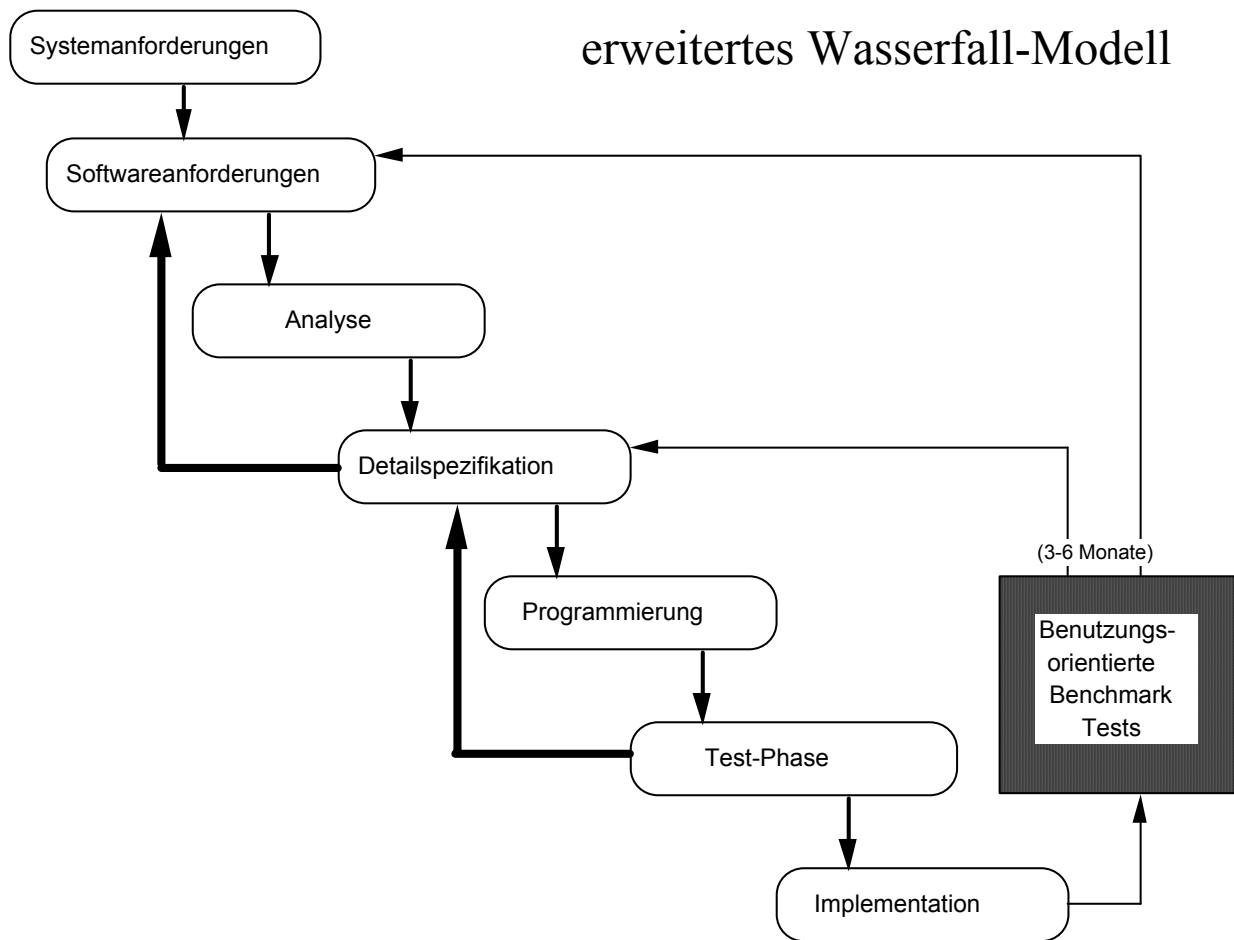 erweitertes Wasserfall-Modell
Systemanforderungen
Softwareanforderungen
Analyse
Detailspezifikation
Programmierung
Test-Phase
Implementation
(3-6 Monate)
Benutzungs-
orientierte
Benchmark
Tests